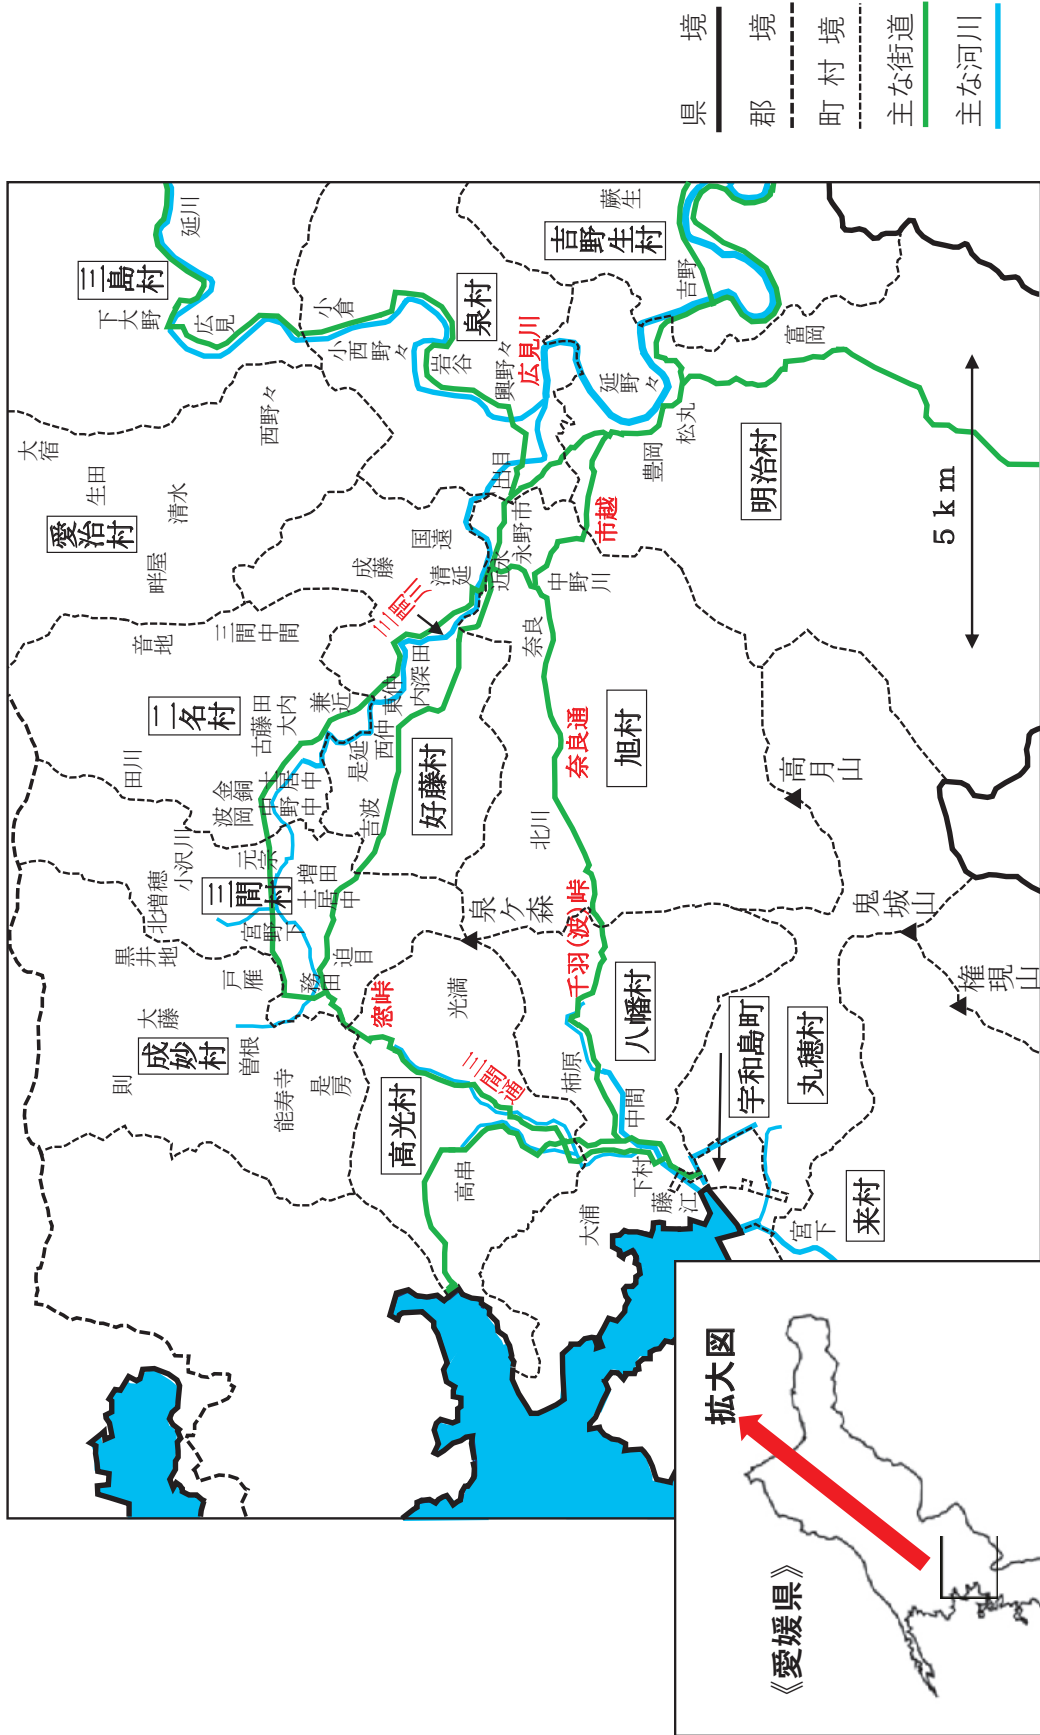 県境
郡境
町村境
主な街道
主な河川
三島村
延川
下大野
広見
小倉
小西野々
岩谷
泉村
興野々
広見川
吉野生村
蕨生
吉野
富岡
延野々
松丸
豊岡
明治村
5km
市越
大宿
生田
愛治村
清水
畔屋
西野々
出目
国遠
成藤
清延
近永
永野市
中野川
奈良
音地
三間中間
三間川
二名村
古藤田
大内
兼近
東仲
内深田
西仲
是延
田川
金銅
波岡
土居中
中野中
吉波
好藤村
奈良通
旭村
高月山
北川
小沢川
北増穂
元宗
三間村
増田
土居中
宮野下
迫目
泉ケ森
千羽(波)峠
鬼城山
権現山
黒井地
戸雁
務田
大藤
成妙村
則
曽根
能寿寺
是房
窓峠
光満
三間通
高光村
高串
八幡村
柿原
中間
宇和島町
丸穂村
下村
藤江
大浦
来村
宮下
拡大図
《愛媛県》